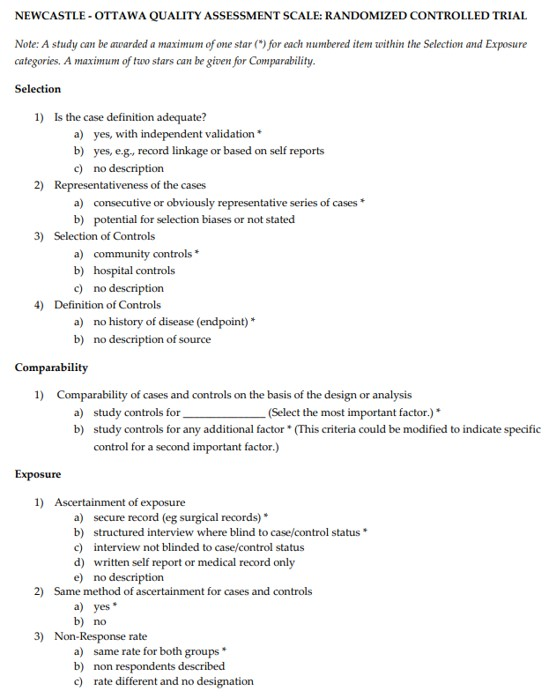 NEWCASTLE - OTTAWA QUALITY ASSESSMENT SCALE: RANDOMIZED CONTROLLED TRIAL
Note: A study can be awarded a maximum of one star (*) for each numbered item within the Selection and Exposure
categories. A maximum of two stars can be given for Comparability.
Selection
1) Is the case definition adequate?
a) yes, with independent validation *
b) yes, e.g., record linkage or based on self reports
c) no description
2) Representativeness of the cases
a) consecutive or obviously representative series of cases *
b) potential for selection biases or not stated
3) Selection of Controls
a) community controls *
b) hospital controls
c) no description
4) Definition of Controls
a) no history of disease (endpoint) *
b) no description of source
Comparability
1) Comparability of cases and controls on the basis of the design or analysis
a) study controls for ______________ (Select the most important factor.) *
b) study controls for any additional factor * (This criteria could be modified to indicate specific
control for a second important factor.)
Exposure
1) Ascertainment of exposure
a) secure record (eg surgical records) *
b) structured interview where blind to case/control status *
c) interview not blinded to case/control status
d) written self report or medical record only
e) no description
2) Same method of ascertainment for cases and controls
a) yes *
b) no
3) Non-Response rate
a) same rate for both groups *
b) non respondents described
c) rate different and no designation